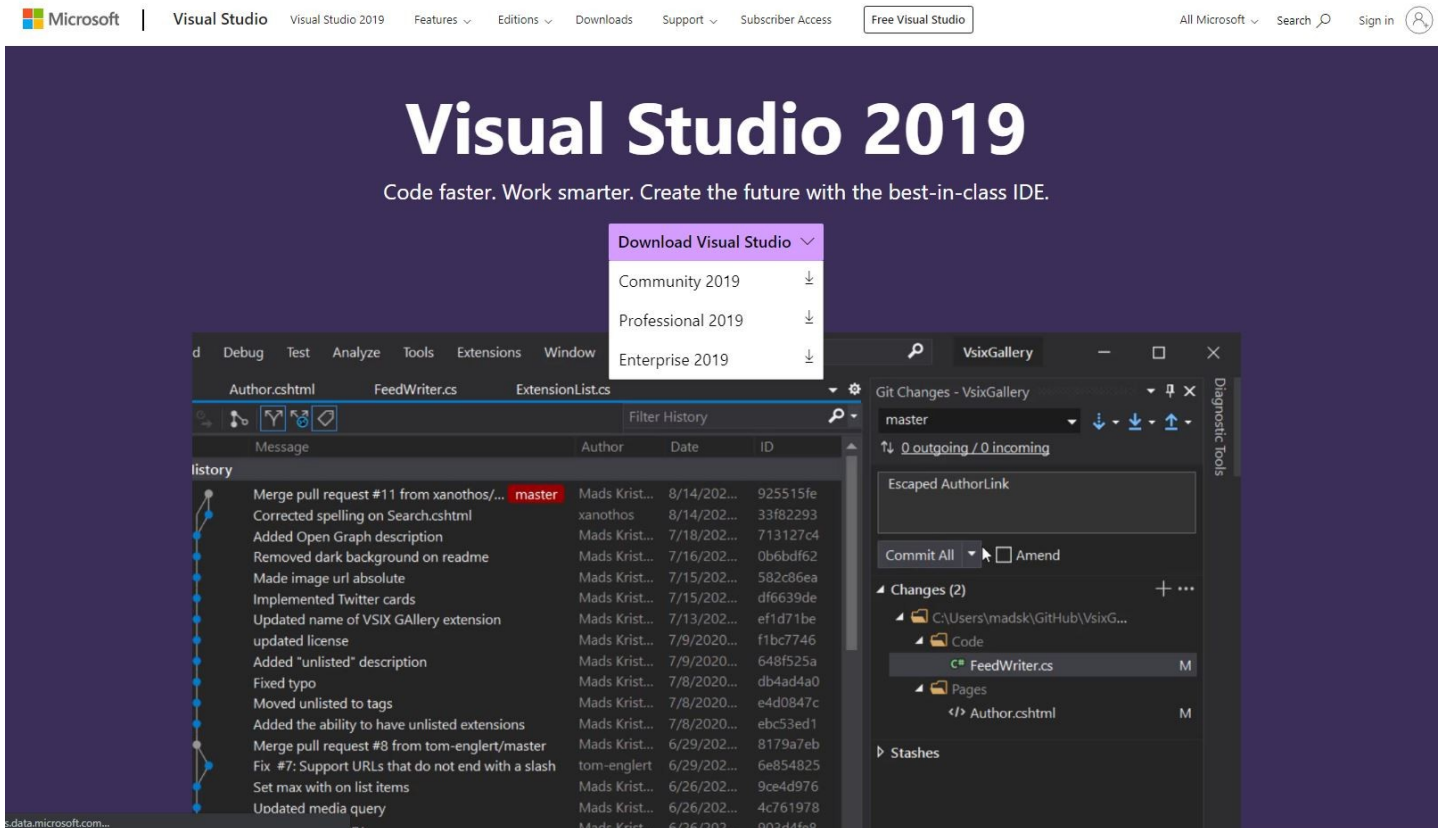 Microsoft Visual Studio Visual Studio 2019 Features Editions Downloads Support Subscriber Access Free Visual Studio All Microsoft Search Sign in
Visual Studio 2019
Code faster. Work smarter. Create the future with the best-in-class IDE.
Download Visual Studio
Community 2019
Professional 2019
Enterprise 2019
d Debug Test Analyze Tools Extensions Window VsixGallery
Author.cshtml FeedWriter.cs ExtensionList.cs
Filter History
Message Author Date ID
listory
Merge pull request #11 from xanothos/... master Mads Krist... 8/14/202... 925515fe
Corrected spelling on Search.cshtml xanothos 8/14/202... 33f82293
Added Open Graph description Mads Krist... 7/18/202... 713127c4
Removed dark background on readme Mads Krist... 7/16/202... 0b6bdf62
Made image url absolute Mads Krist... 7/15/202... 582c86ea
Implemented Twitter cards Mads Krist... 7/15/202... df6639de
Updated name of VSIX GAllery extension Mads Krist... 7/13/202... ef1d71be
updated license Mads Krist... 7/9/2020... f1bc7746
Added "unlisted" description Mads Krist... 7/9/2020... 648f525a
Fixed typo Mads Krist... 7/8/2020... db4ad4a0
Moved unlisted to tags Mads Krist... 7/8/2020... e4d0847c
Added the ability to have unlisted extensions Mads Krist... 7/8/2020... ebc53ed1
Merge pull request #8 from tom-englert/master Mads Krist... 6/29/202... 8179a7eb
Fix #7: Support URLs that do not end with a slash tom-englert 6/29/202... 6e854825
Set max with on list items Mads Krist... 6/26/202... 9ce4d976
Updated media query Mads Krist... 6/26/202... 4c761978
Git Changes - VsixGallery
master
0 outgoing / 0 incoming
Escaped AuthorLink
Commit All Amend
Changes (2)
C:\Users\madsk\GitHub\VsixG...
Code
C# FeedWriter.cs M
Pages
</> Author.cshtml M
Stashes
Diagnostic Tools
s.data.microsoft.com...